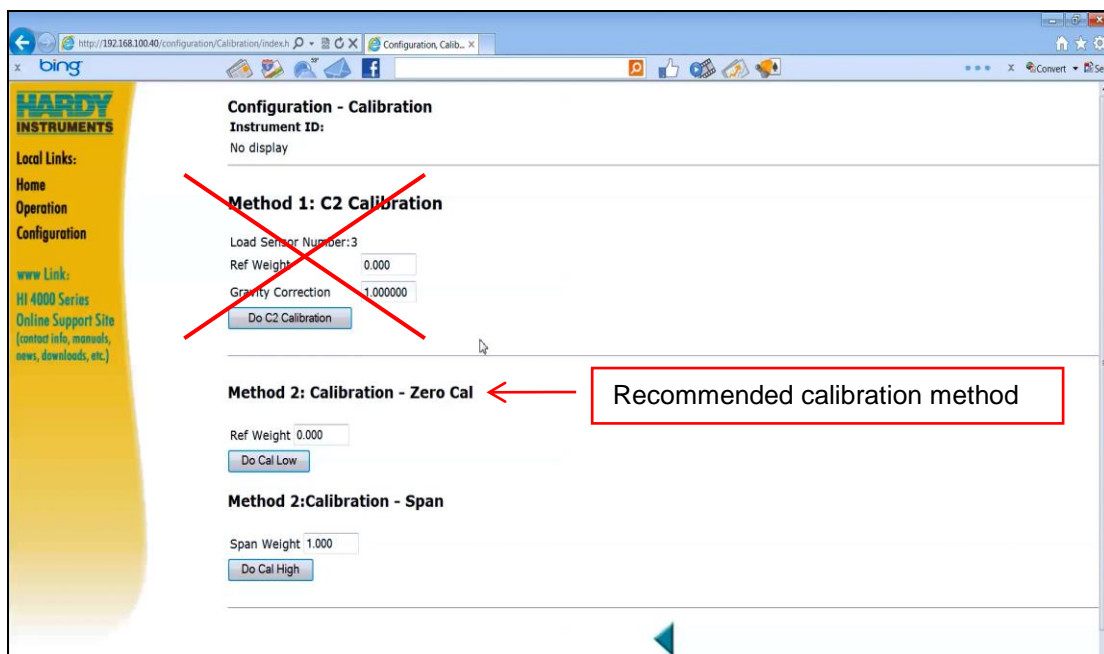 http://192.168.100.40/configuration/Calibration/index.h
Configuration, Calib...
bing
Convert
Se
HARDY
INSTRUMENTS
Local Links:
Home
Operation
Configuration
www Link:
HI 4000 Series
Online Support Site
(contact info, manuals,
news, downloads, etc.)
Configuration - Calibration
Instrument ID:
No display
Method 1: C2 Calibration
Load Sensor Number:3
Ref Weight 0.000
Gravity Correction 1.000000
Do C2 Calibration
Method 2: Calibration - Zero Cal
Recommended calibration method
Ref Weight 0.000
Do Cal Low
Method 2:Calibration - Span
Span Weight 1.000
Do Cal High